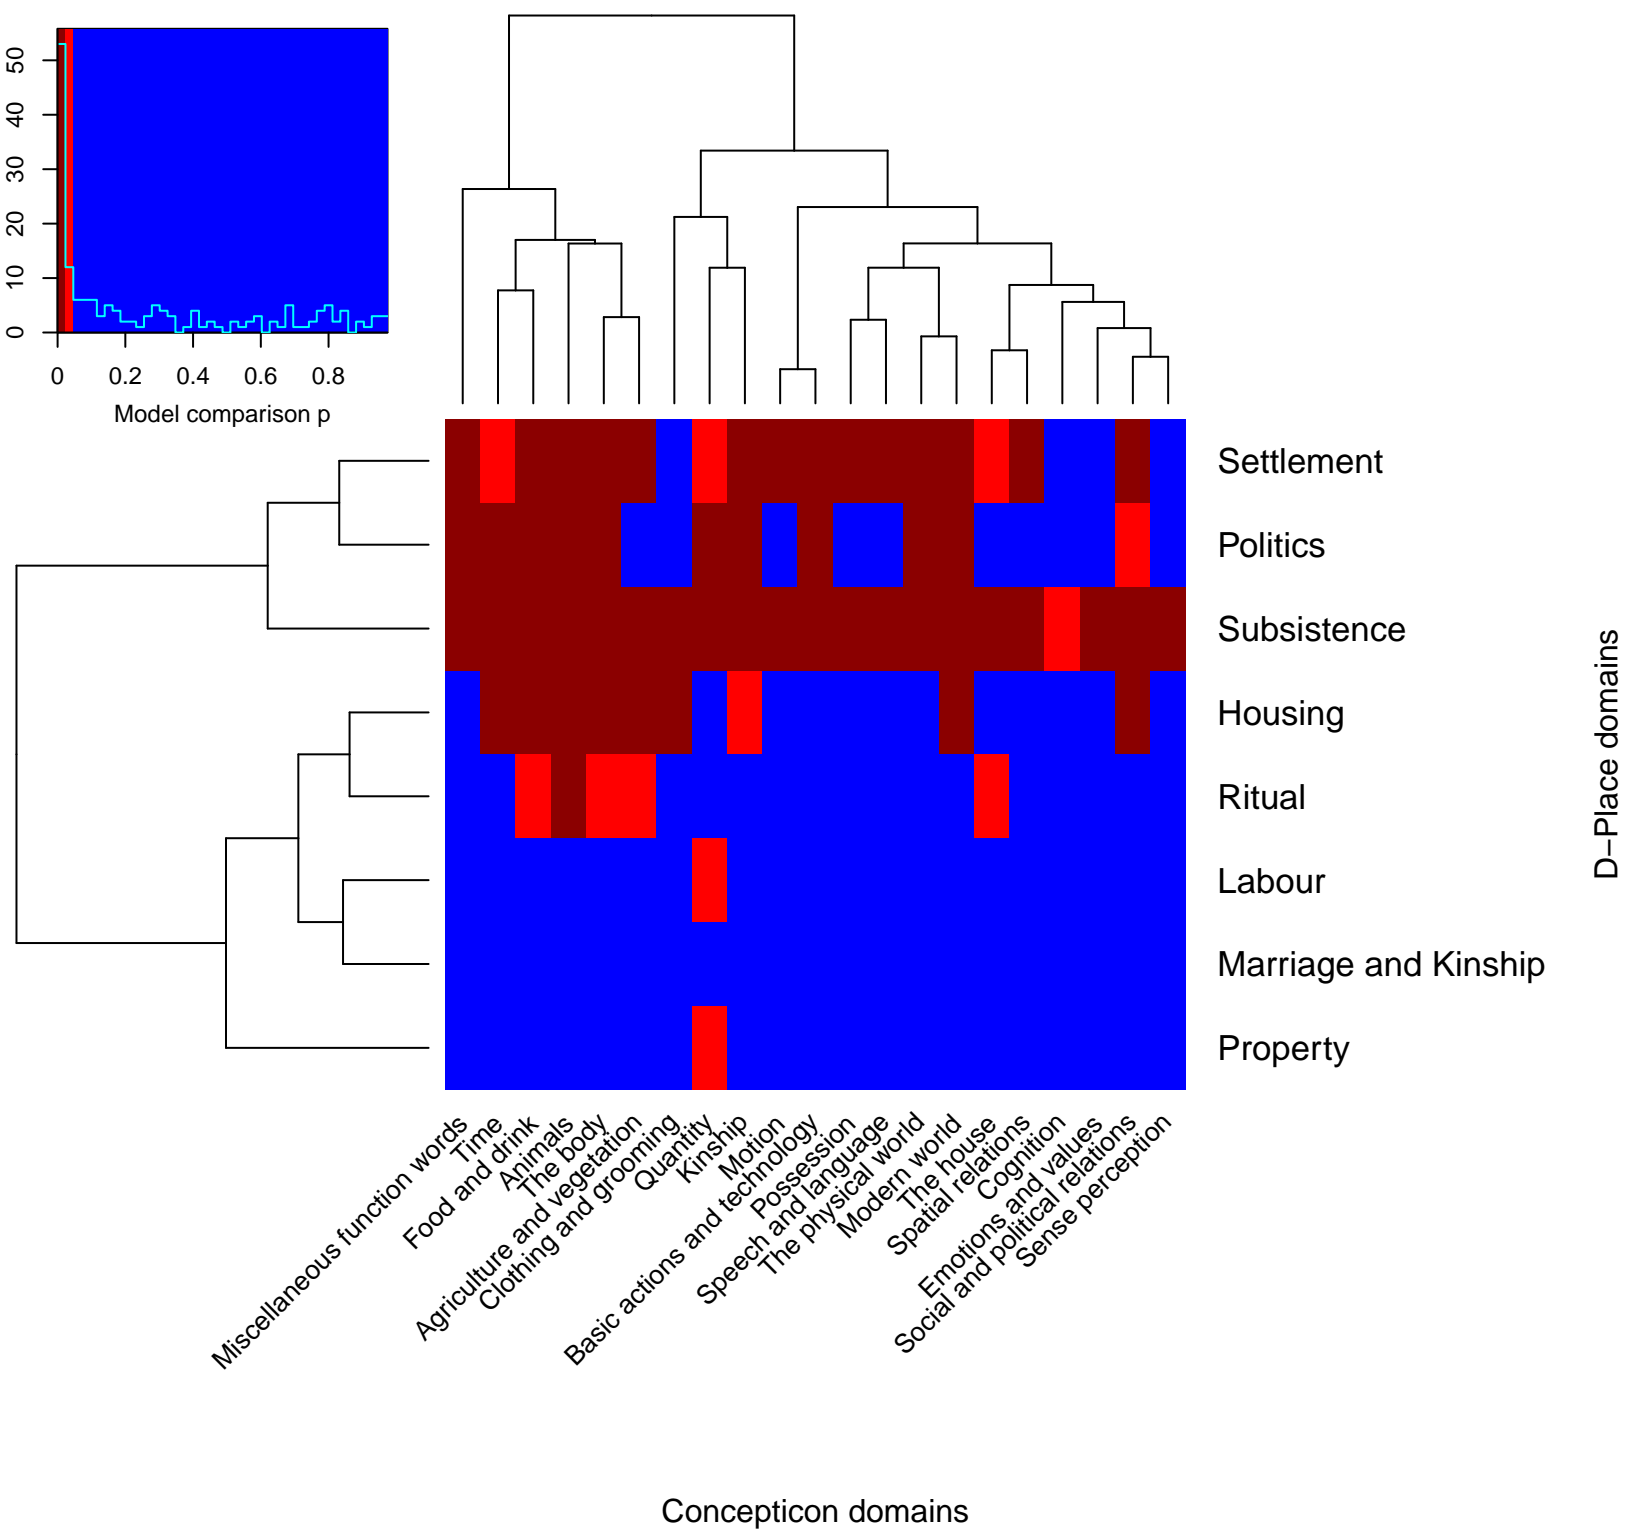 50
40
30
20
10
0
0 0.2 0.4 0.6 0.8
Model comparison p
Settlement
Politics
Subsistence
Housing
Ritual
Labour
Marriage and Kinship
Property
D−Place domains
Miscellaneous function words
Time
Food and drink
Animals
The body
Agriculture and vegetation
Clothing and grooming
Quantity
Kinship
Motion
Basic actions and technology
Possession
Speech and language
The physical world
Modern world
The house
Spatial relations
Cognition
Emotions and values
Social and political relations
Sense perception
Concepticon domains